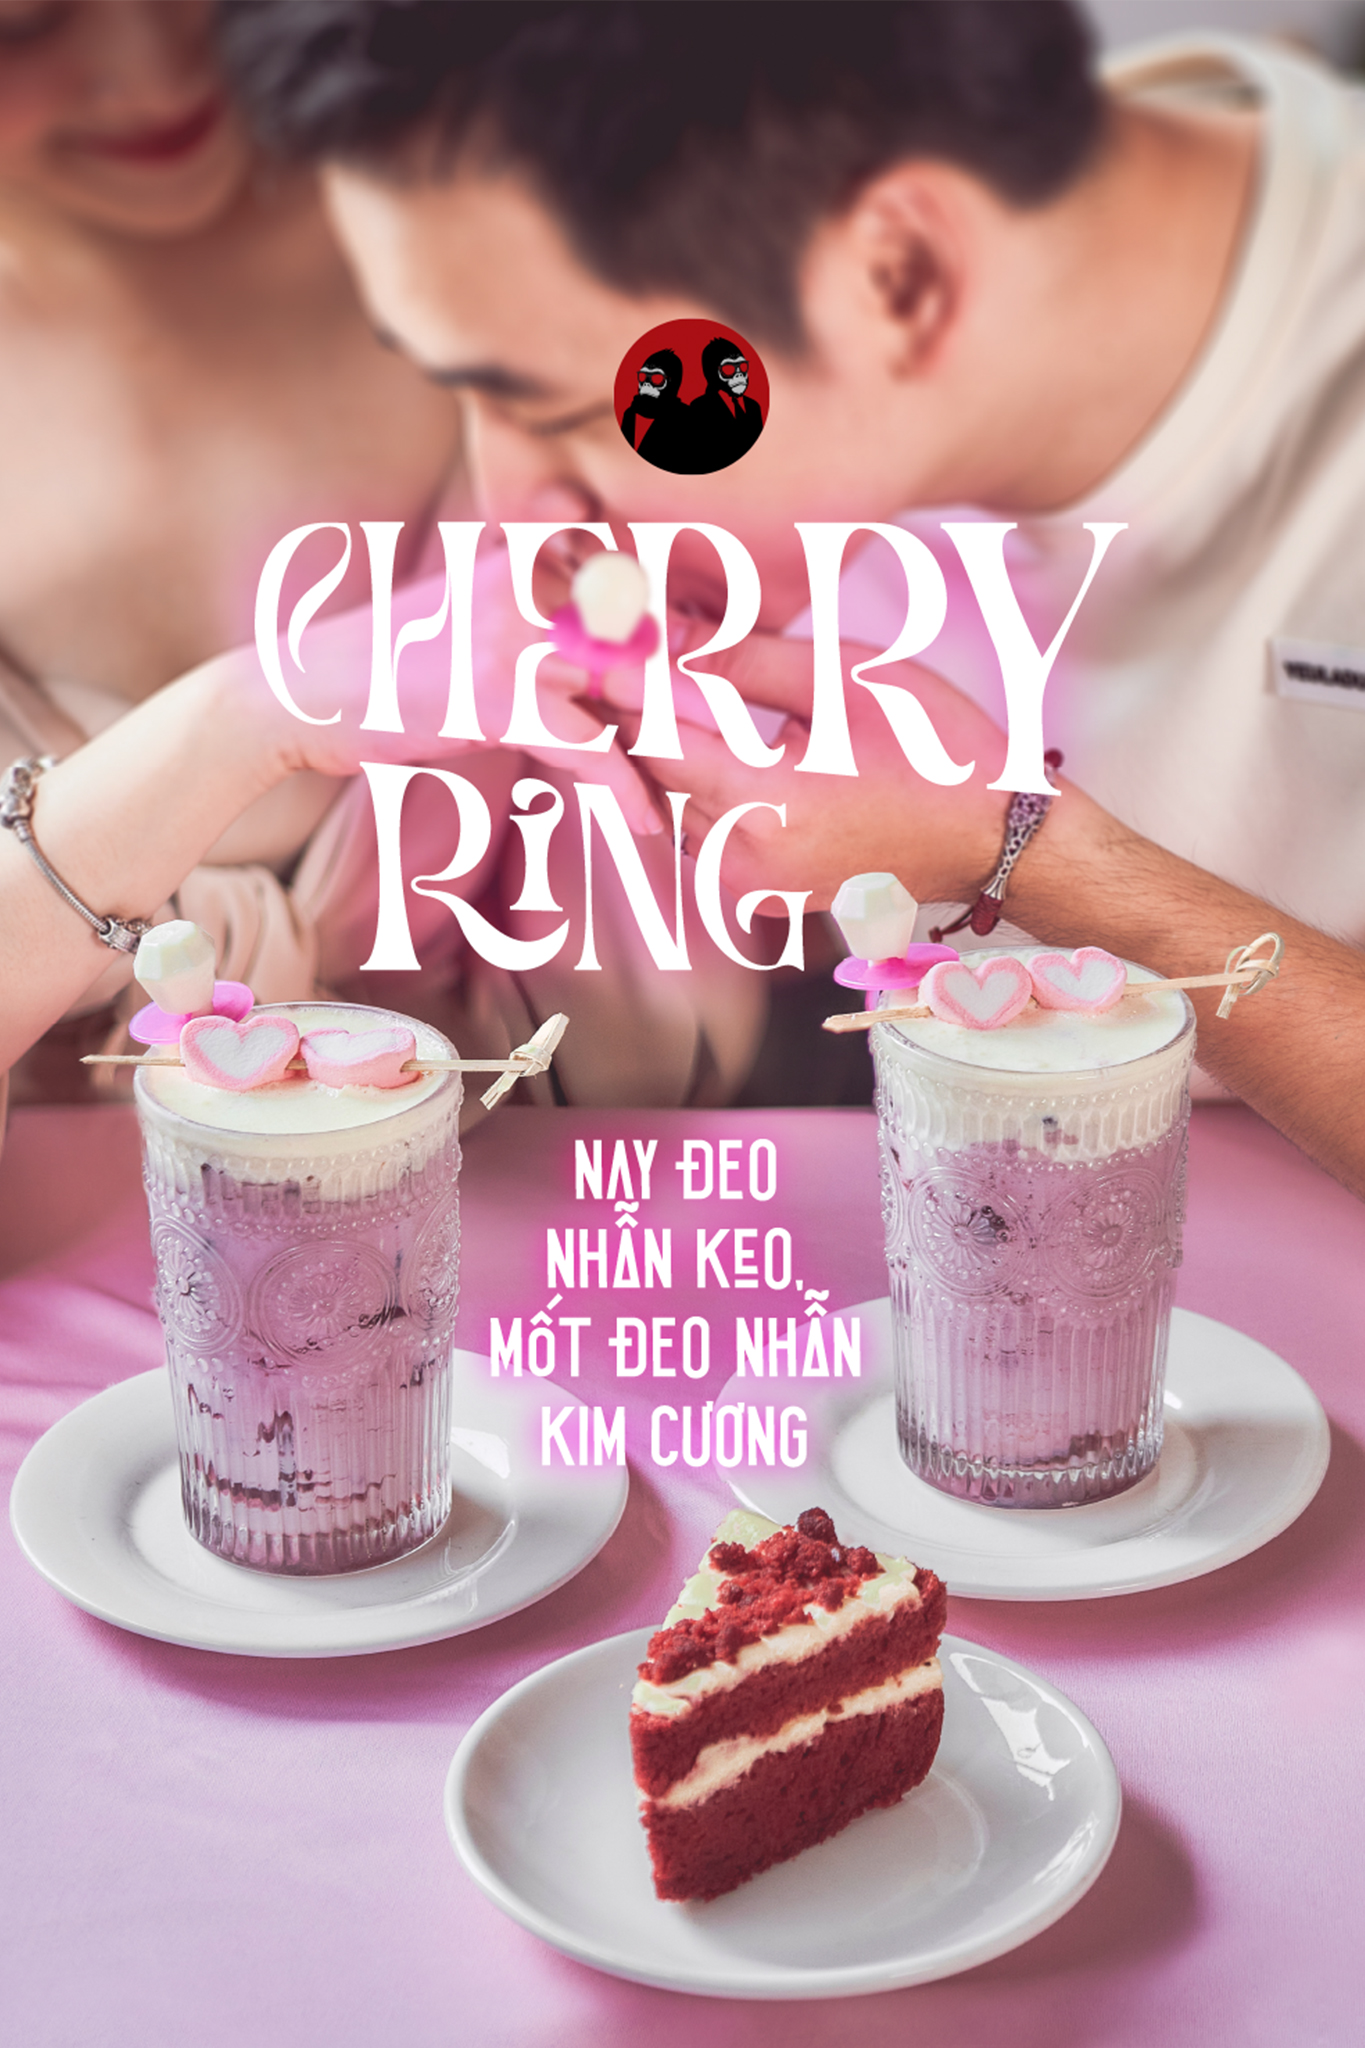 CHERRY
RING
NAY ĐEO
NHẪN KẸO,
MỐT ĐEO NHẪN
KIM CƯƠNG